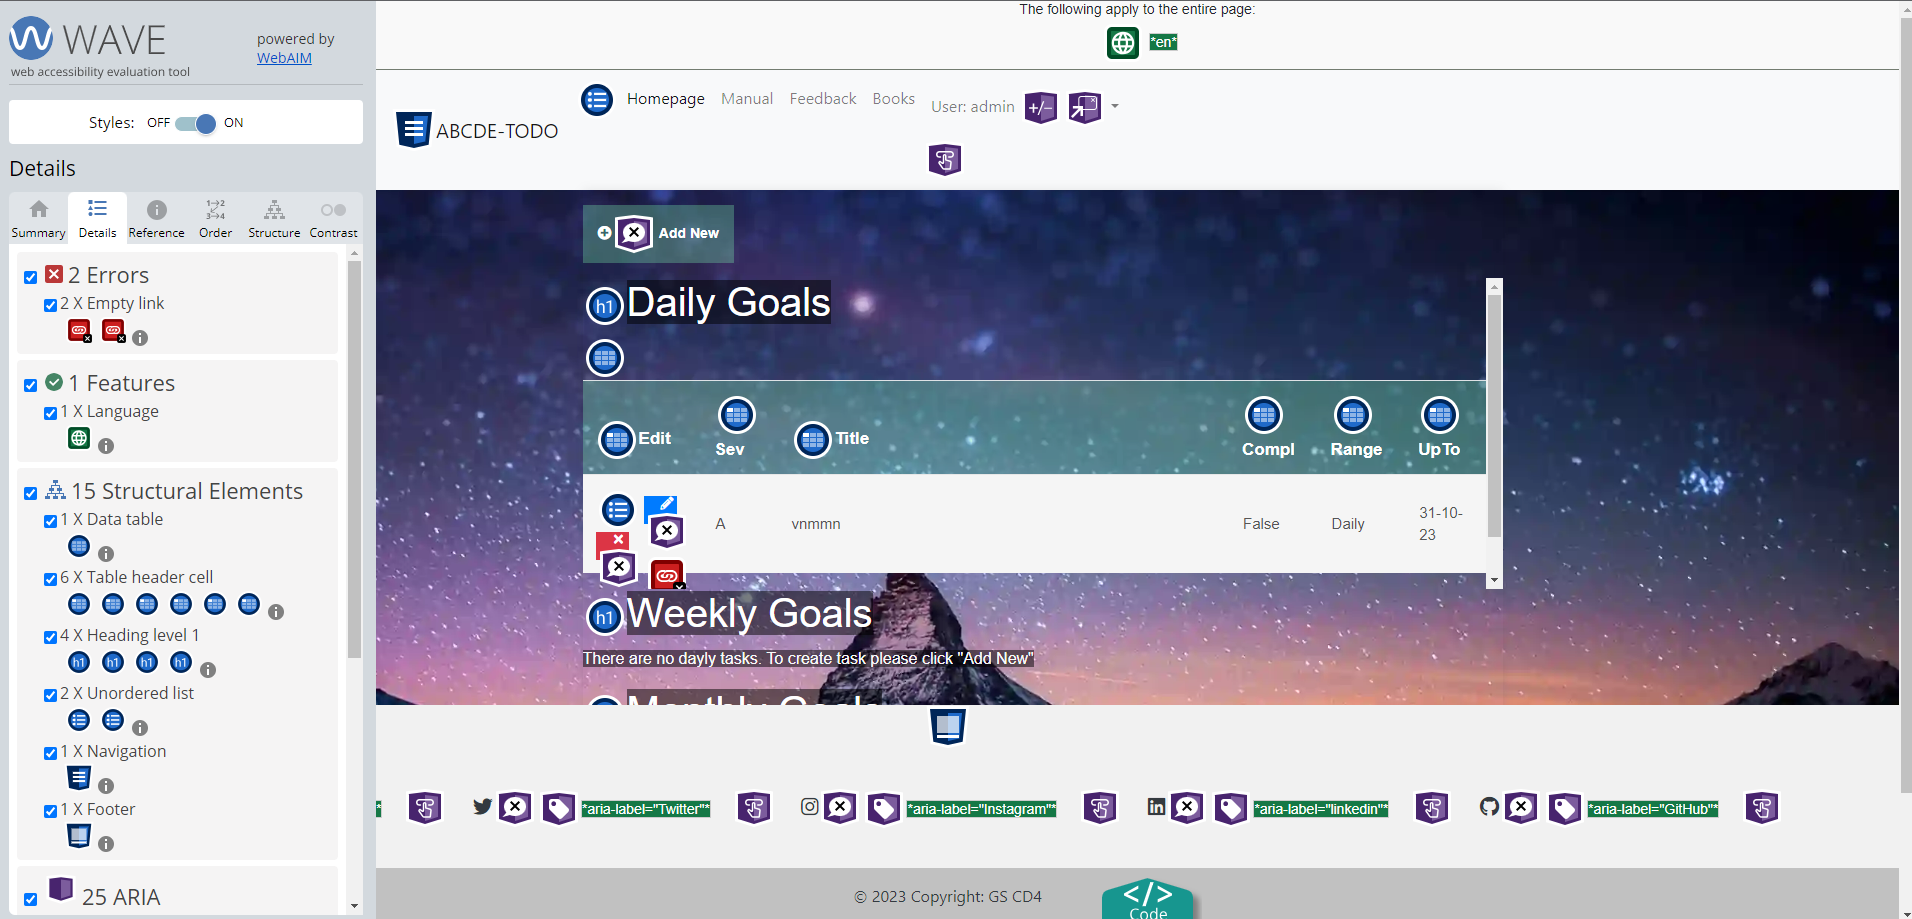 WAVE
powered by
WebAIM
web accessibility evaluation tool
Styles: OFF ON
Details
Summary Details Reference Order Structure Contrast
2 Errors
2 X Empty link
1 Features
1 X Language
15 Structural Elements
1 X Data table
6 X Table header cell
4 X Heading level 1
h1 h1 h1 h1
2 X Unordered list
1 X Navigation
1 X Footer
25 ARIA
The following apply to the entire page:
*en*
ABCDE-TODO
Homepage Manual Feedback Books User: admin +/-
Add New
h1 Daily Goals
Edit Sev Title Compl Range UpTo
A vnmmn False Daily 31-10-
23
h1 Weekly Goals
There are no dayly tasks. To create task please click "Add New"
Monthly Goals
* *aria-label="Twitter"* *aria-label="Instagram"* *aria-label="linkedin"* *aria-label="GitHub"*
© 2023 Copyright: GS CD4
</>
Code